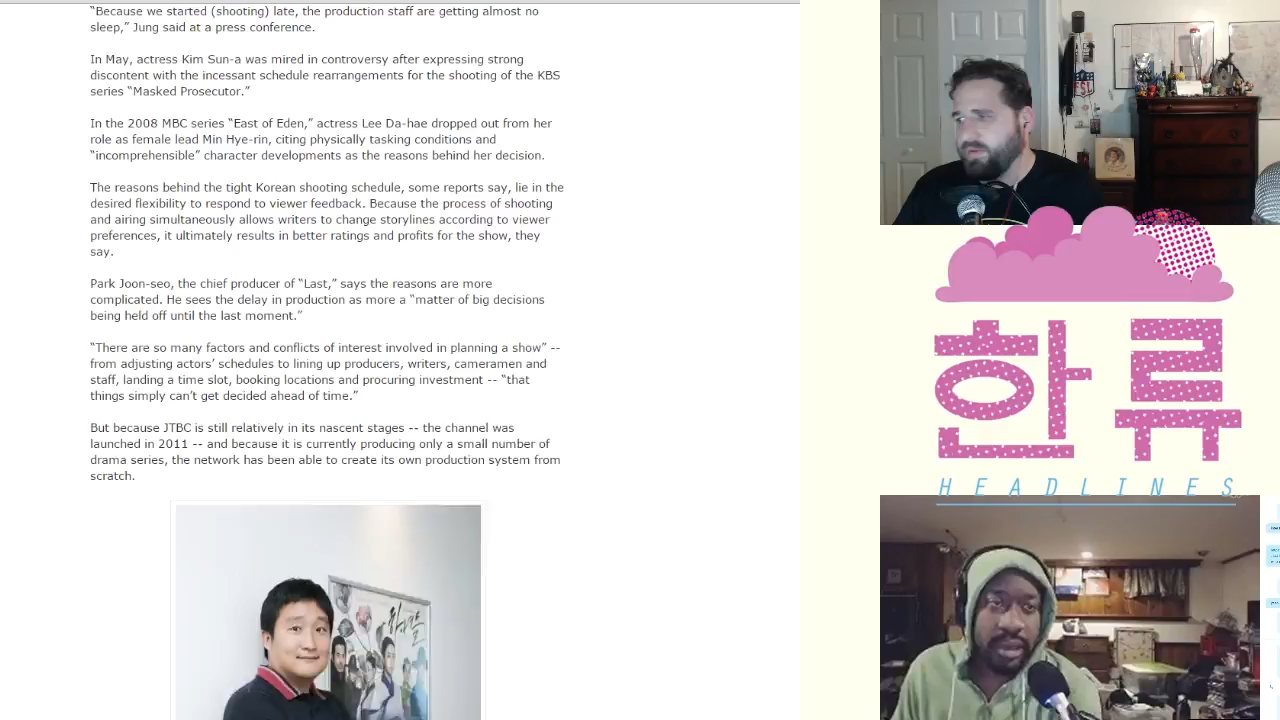 “Because we started (shooting) late, the production staff are getting almost no
sleep,” Jung said at a press conference.
In May, actress Kim Sun-a was mired in controversy after expressing strong
discontent with the incessant schedule rearrangements for the shooting of the KBS
series “Masked Prosecutor.”
In the 2008 MBC series “East of Eden,” actress Lee Da-hae dropped out from her
role as female lead Min Hye-rin, citing physically tasking conditions and
“incomprehensible” character developments as the reasons behind her decision.
The reasons behind the tight Korean shooting schedule, some reports say, lie in the
desired flexibility to respond to viewer feedback. Because the process of shooting
and airing simultaneously allows writers to change storylines according to viewer
preferences, it ultimately results in better ratings and profits for the show, they
say.
Park Joon-seo, the chief producer of “Last,” says the reasons are more
complicated. He sees the delay in production as more a “matter of big decisions
being held off until the last moment.”
“There are so many factors and conflicts of interest involved in planning a show” --
from adjusting actors’ schedules to lining up producers, writers, cameramen and
staff, landing a time slot, booking locations and procuring investment -- “that
things simply can’t get decided ahead of time.”
But because JTBC is still relatively in its nascent stages -- the channel was
launched in 2011 -- and because it is currently producing only a small number of
drama series, the network has been able to create its own production system from
scratch.
한류
HEADLINES